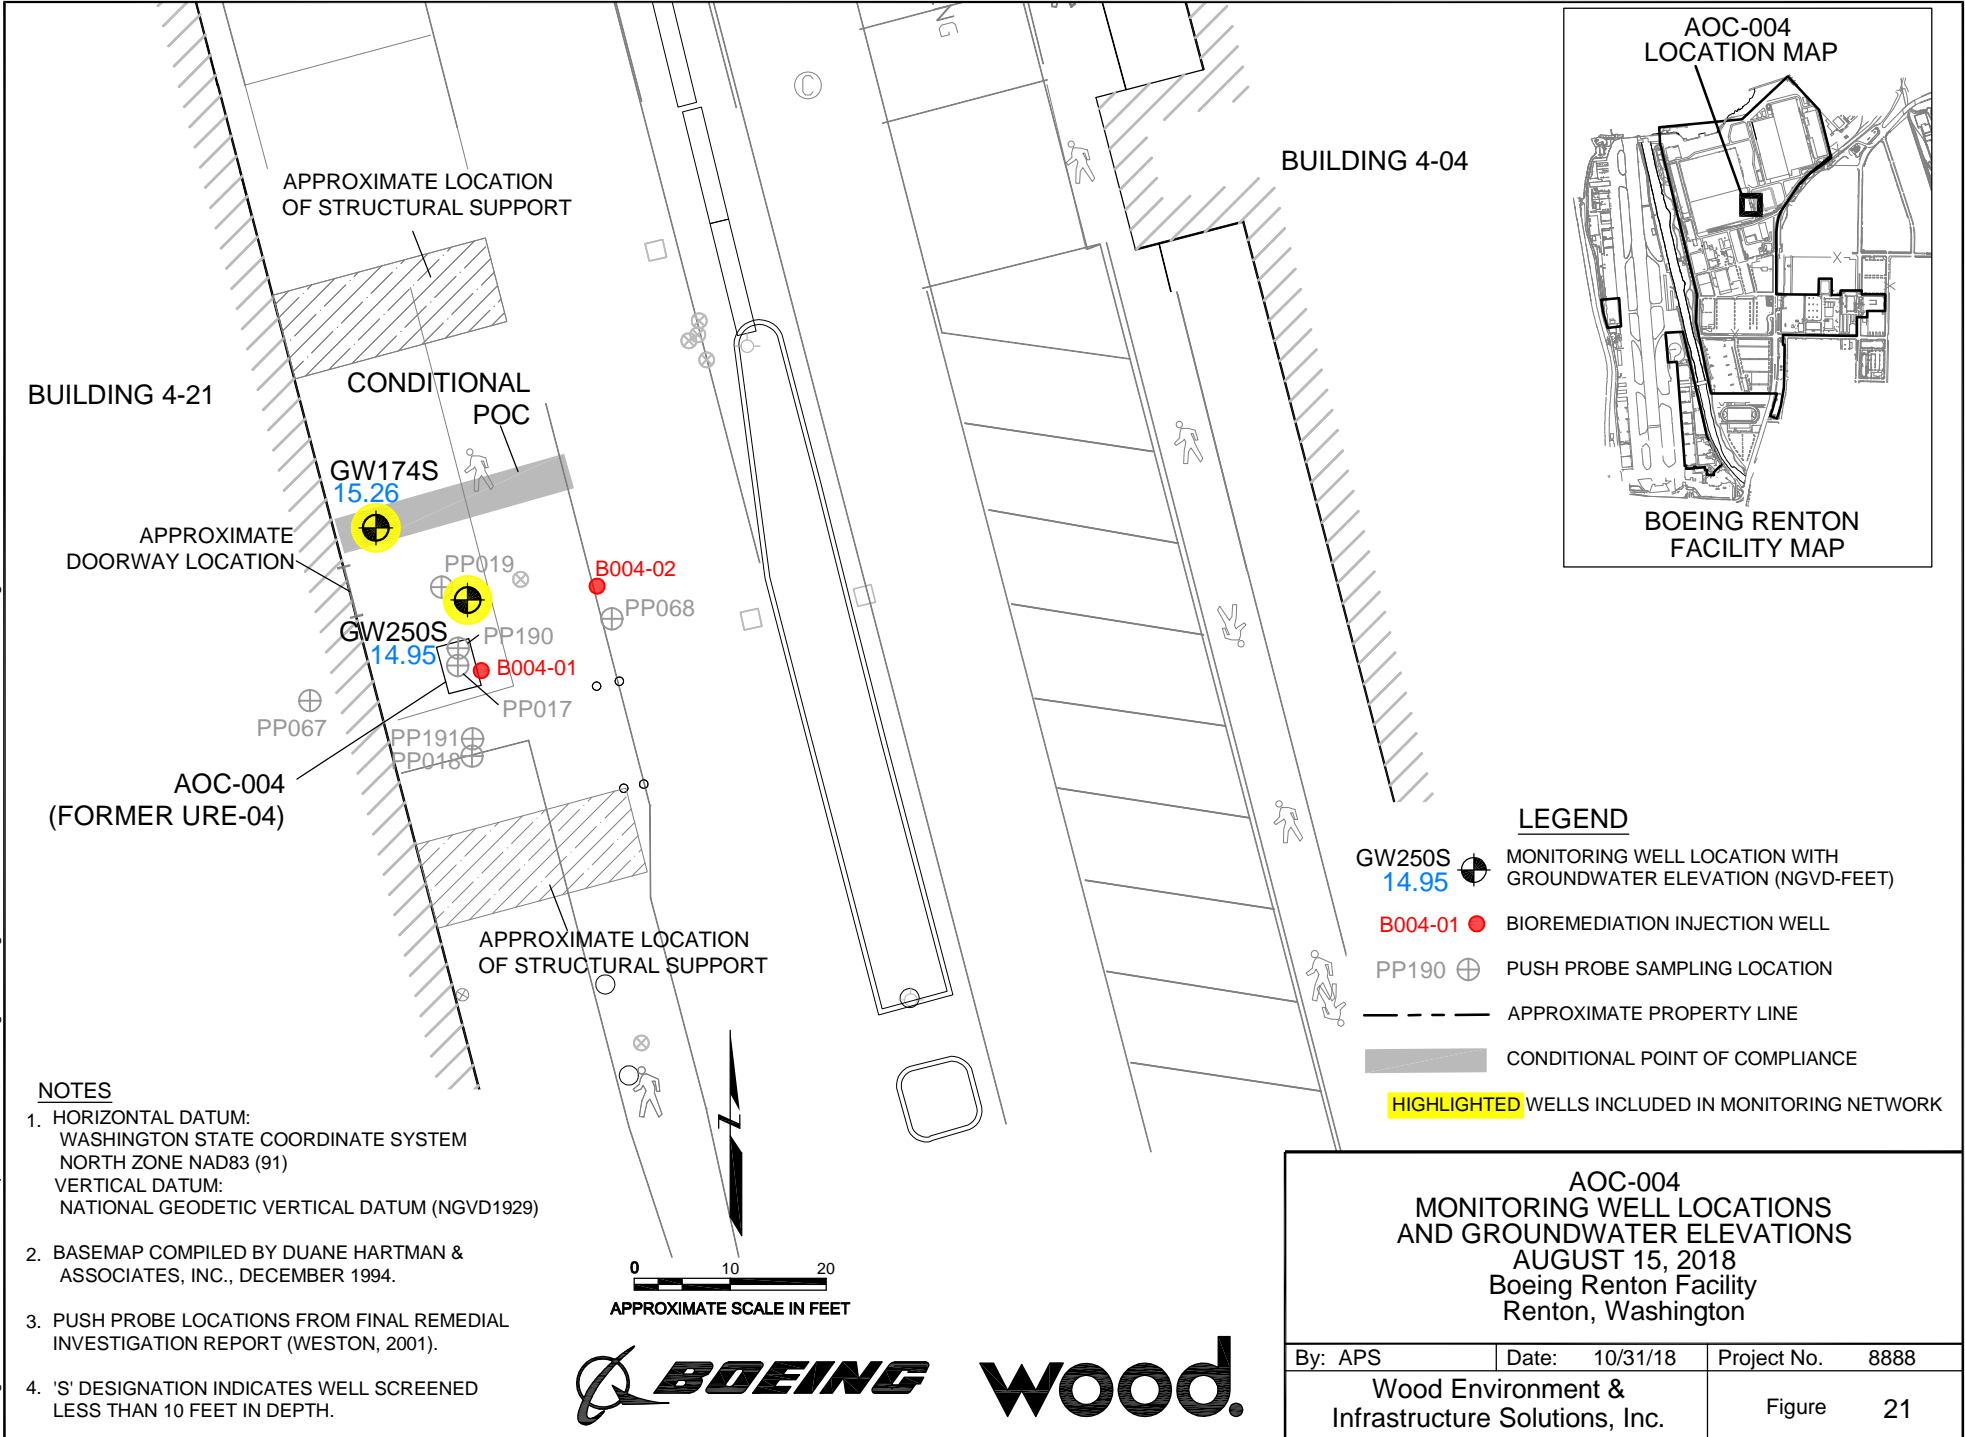 AOC-004
LOCATION MAP
BOEING RENTON
FACILITY MAP
NG
C
BUILDING 4-04
APPROXIMATE LOCATION
OF STRUCTURAL SUPPORT
BUILDING 4-21
CONDITIONAL
POC
GW174S
15.26
APPROXIMATE
DOORWAY LOCATION
PP019
B004-02
PP068
GW250S
14.95
PP190
B004-01
PP017
PP067
PP191
PP018
AOC-004
(FORMER URE-04)
APPROXIMATE LOCATION
OF STRUCTURAL SUPPORT
LEGEND
GW250S
14.95
MONITORING WELL LOCATION WITH
GROUNDWATER ELEVATION (NGVD-FEET)
B004-01 BIOREMEDIATION INJECTION WELL
PP190 PUSH PROBE SAMPLING LOCATION
APPROXIMATE PROPERTY LINE
CONDITIONAL POINT OF COMPLIANCE
HIGHLIGHTED WELLS INCLUDED IN MONITORING NETWORK
NOTES
1. HORIZONTAL DATUM:
WASHINGTON STATE COORDINATE SYSTEM
NORTH ZONE NAD83 (91)
VERTICAL DATUM:
NATIONAL GEODETIC VERTICAL DATUM (NGVD1929)
2. BASEMAP COMPILED BY DUANE HARTMAN &
ASSOCIATES, INC., DECEMBER 1994.
3. PUSH PROBE LOCATIONS FROM FINAL REMEDIAL
INVESTIGATION REPORT (WESTON, 2001).
4. 'S' DESIGNATION INDICATES WELL SCREENED
LESS THAN 10 FEET IN DEPTH.
N
0 10 20
APPROXIMATE SCALE IN FEET
BOEING
wood.
AOC-004
MONITORING WELL LOCATIONS
AND GROUNDWATER ELEVATIONS
AUGUST 15, 2018
Boeing Renton Facility
Renton, Washington
By: APS Date: 10/31/18 Project No. 8888
Wood Environment &
Infrastructure Solutions, Inc.
Figure 21